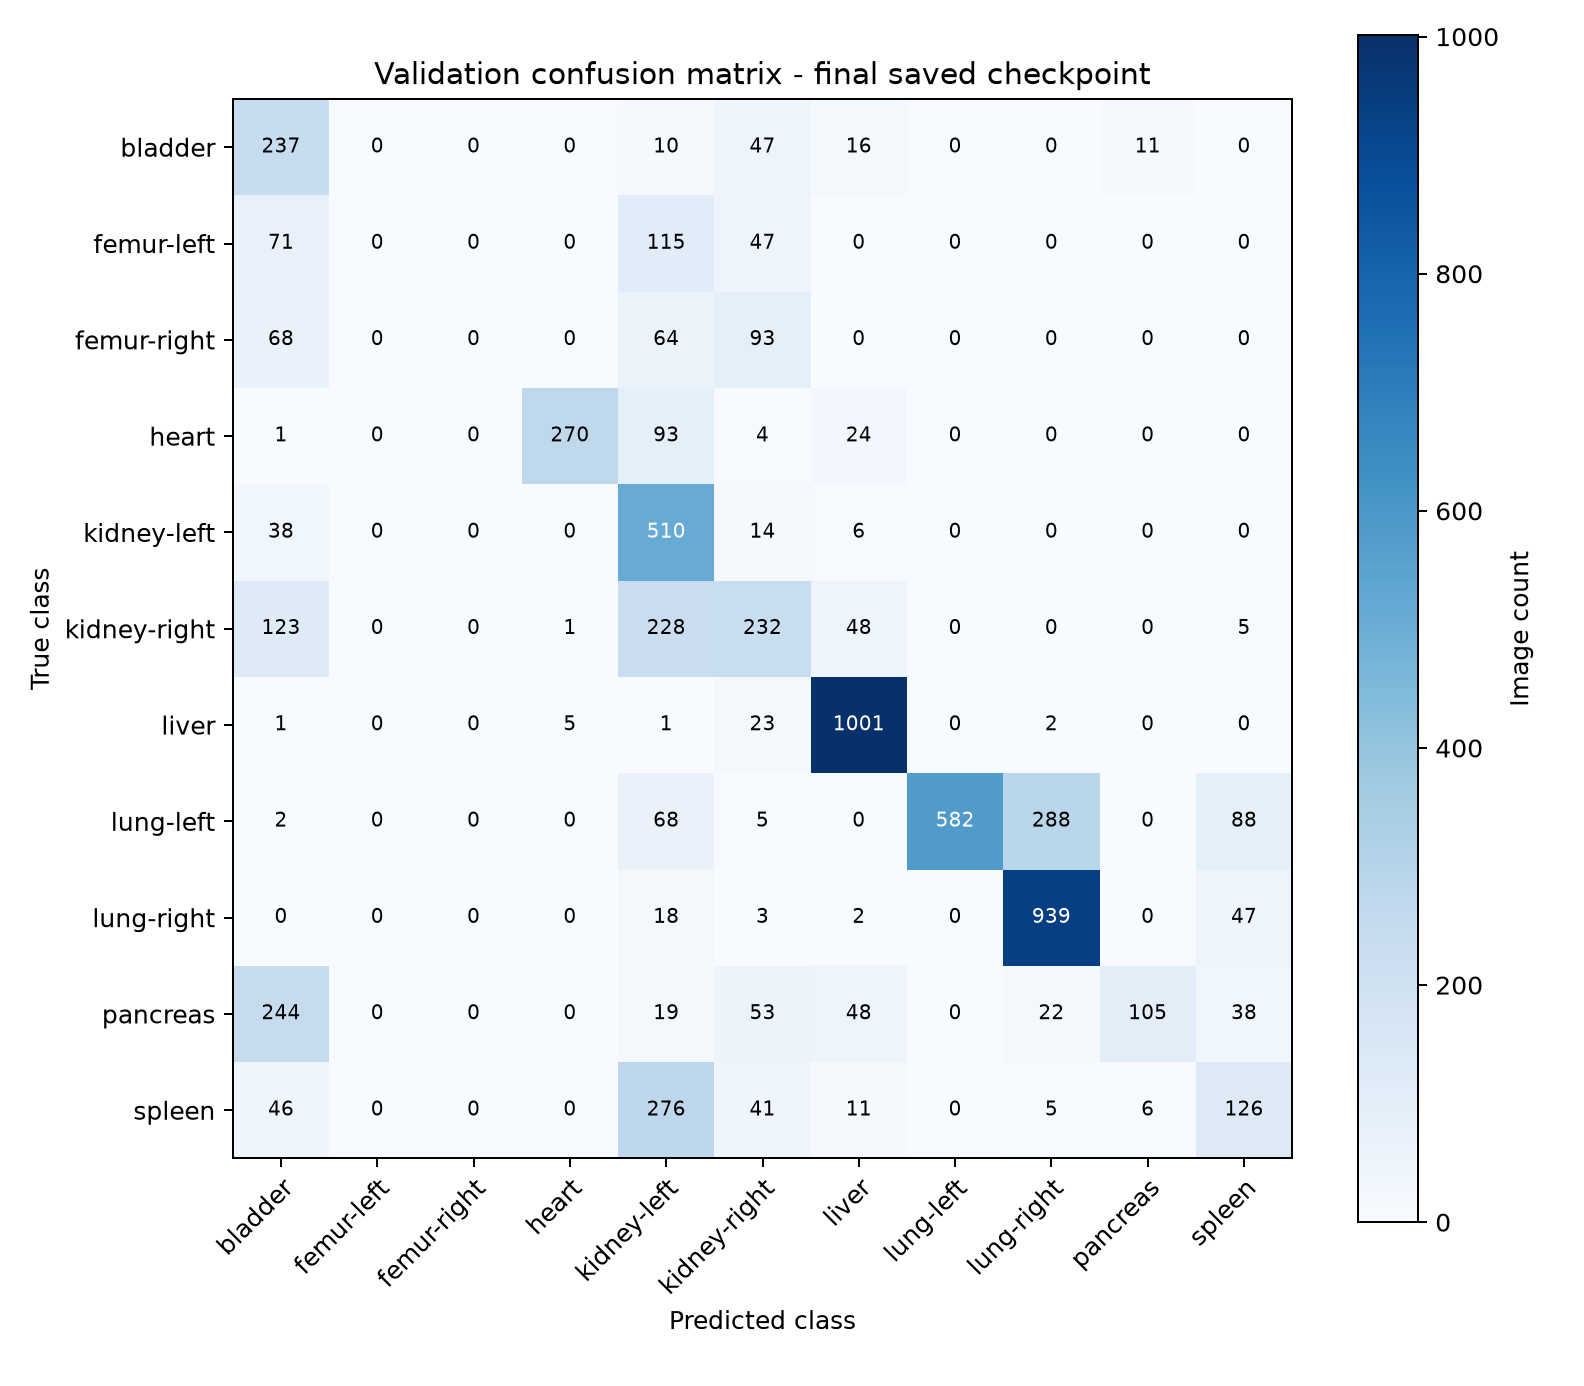 Validation confusion matrix - final saved checkpoint
bladder 237 0 0 0 10 47 16 0 0 11 0
femur-left 71 0 0 0 115 47 0 0 0 0 0
femur-right 68 0 0 0 64 93 0 0 0 0 0
heart 1 0 0 270 93 4 24 0 0 0 0
kidney-left 38 0 0 0 510 14 6 0 0 0 0
kidney-right 123 0 0 1 228 232 48 0 0 0 5
liver 1 0 0 5 1 23 1001 0 2 0 0
lung-left 2 0 0 0 68 5 0 582 288 0 88
lung-right 0 0 0 0 18 3 2 0 939 0 47
pancreas 244 0 0 0 19 53 48 0 22 105 38
spleen 46 0 0 0 276 41 11 0 5 6 126
True class
bladder femur-left femur-right heart kidney-left kidney-right liver lung-left lung-right pancreas spleen
Predicted class
1000
800
600
400
200
0
Image count